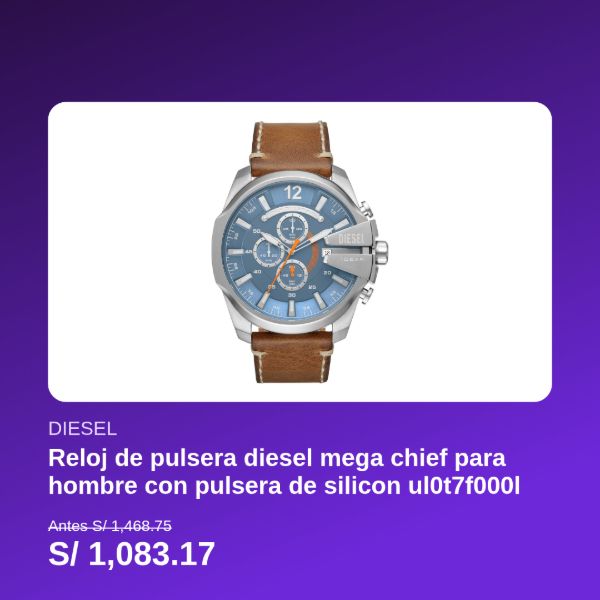 12
DIESEL
DIESEL
Reloj de pulsera diesel mega chief para
hombre con pulsera de silicon ul0t7f000l
Antes S/ 1,468.75
S/ 1,083.17